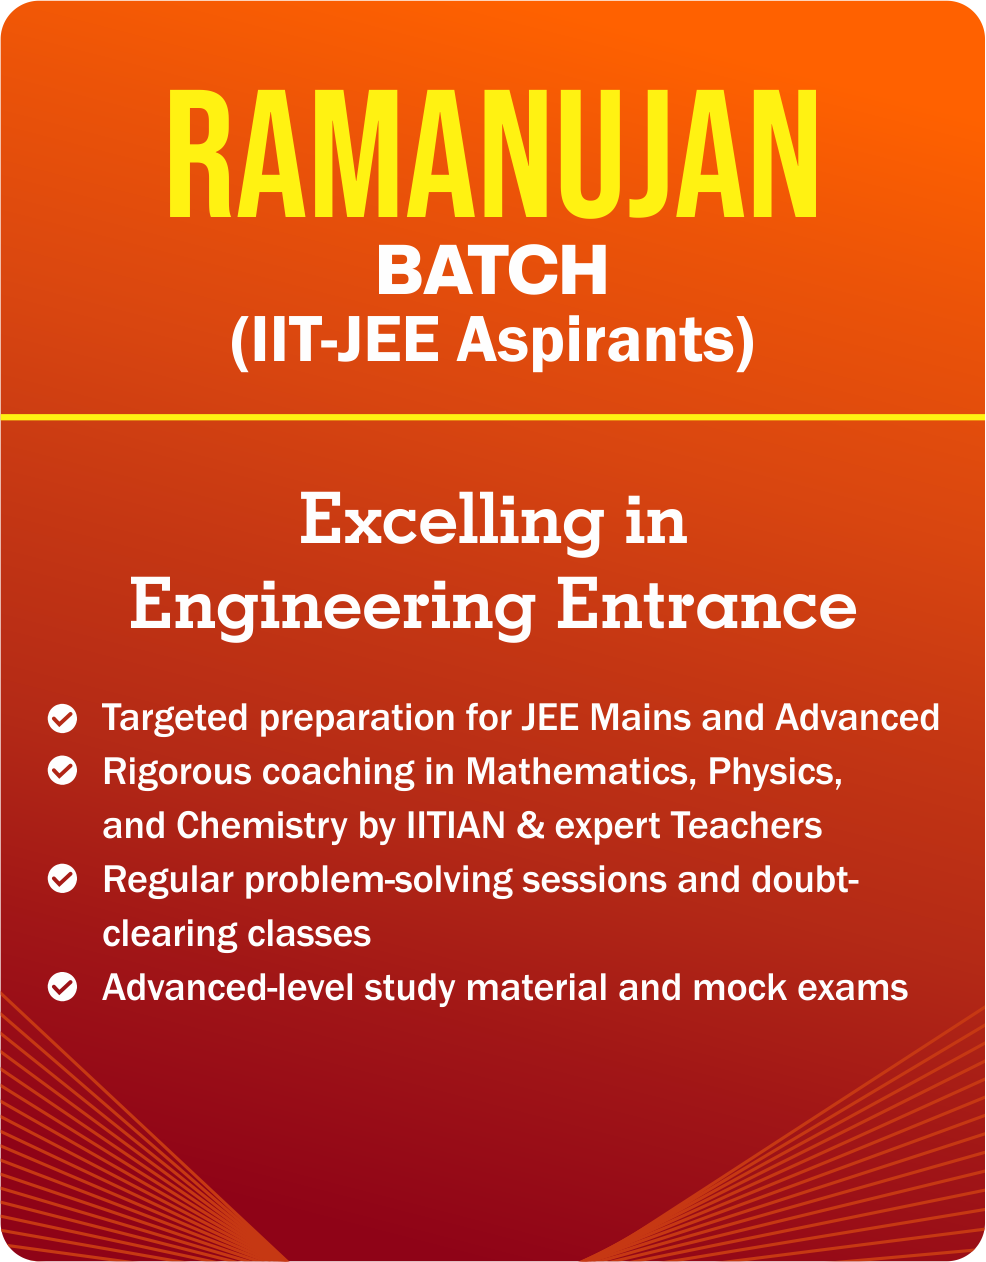 RAMANUJAN
BATCH
(IIT-JEE Aspirants)
Excelling in
Engineering Entrance
Targeted preparation for JEE Mains and Advanced
Rigorous coaching in Mathematics, Physics,
and Chemistry by IITIAN & expert Teachers
Regular problem-solving sessions and doubt-
clearing classes
Advanced-level study material and mock exams